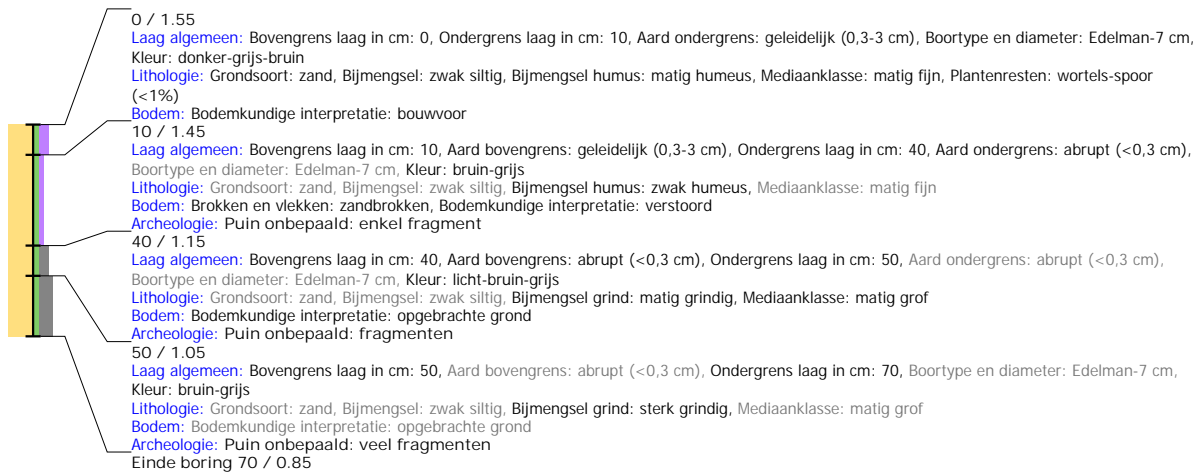 0 / 1.55
Laag algemeen: Bovengrens laag in cm: 0, Ondergrens laag in cm: 10, Aard ondergrens: geleidelijk (0,3-3 cm), Boortype en diameter: Edelman-7 cm,
Kleur: donker-grijs-bruin
Lithologie: Grondsoort: zand, Bijmengsel: zwak siltig, Bijmengsel humus: matig humeus, Mediaanklasse: matig fijn, Plantenresten: wortels-spoor
(<1%)
Bodem: Bodemkundige interpretatie: bouwvoor
10 / 1.45
Laag algemeen: Bovengrens laag in cm: 10, Aard bovengrens: geleidelijk (0,3-3 cm), Ondergrens laag in cm: 40, Aard ondergrens: abrupt (<0,3 cm),
Boortype en diameter: Edelman-7 cm, Kleur: bruin-grijs
Lithologie: Grondsoort: zand, Bijmengsel: zwak siltig, Bijmengsel humus: zwak humeus, Mediaanklasse: matig fijn
Bodem: Brokken en vlekken: zandbrokken, Bodemkundige interpretatie: verstoord
Archeologie: Puin onbepaald: enkel fragment
40 / 1.15
Laag algemeen: Bovengrens laag in cm: 40, Aard bovengrens: abrupt (<0,3 cm), Ondergrens laag in cm: 50, Aard ondergrens: abrupt (<0,3 cm),
Boortype en diameter: Edelman-7 cm, Kleur: licht-bruin-grijs
Lithologie: Grondsoort: zand, Bijmengsel: zwak siltig, Bijmengsel grind: matig grindig, Mediaanklasse: matig grof
Bodem: Bodemkundige interpretatie: opgebrachte grond
Archeologie: Puin onbepaald: fragmenten
50 / 1.05
Laag algemeen: Bovengrens laag in cm: 50, Aard bovengrens: abrupt (<0,3 cm), Ondergrens laag in cm: 70, Boortype en diameter: Edelman-7 cm,
Kleur: bruin-grijs
Lithologie: Grondsoort: zand, Bijmengsel: zwak siltig, Bijmengsel grind: sterk grindig, Mediaanklasse: matig grof
Bodem: Bodemkundige interpretatie: opgebrachte grond
Archeologie: Puin onbepaald: veel fragmenten
Einde boring 70 / 0.85